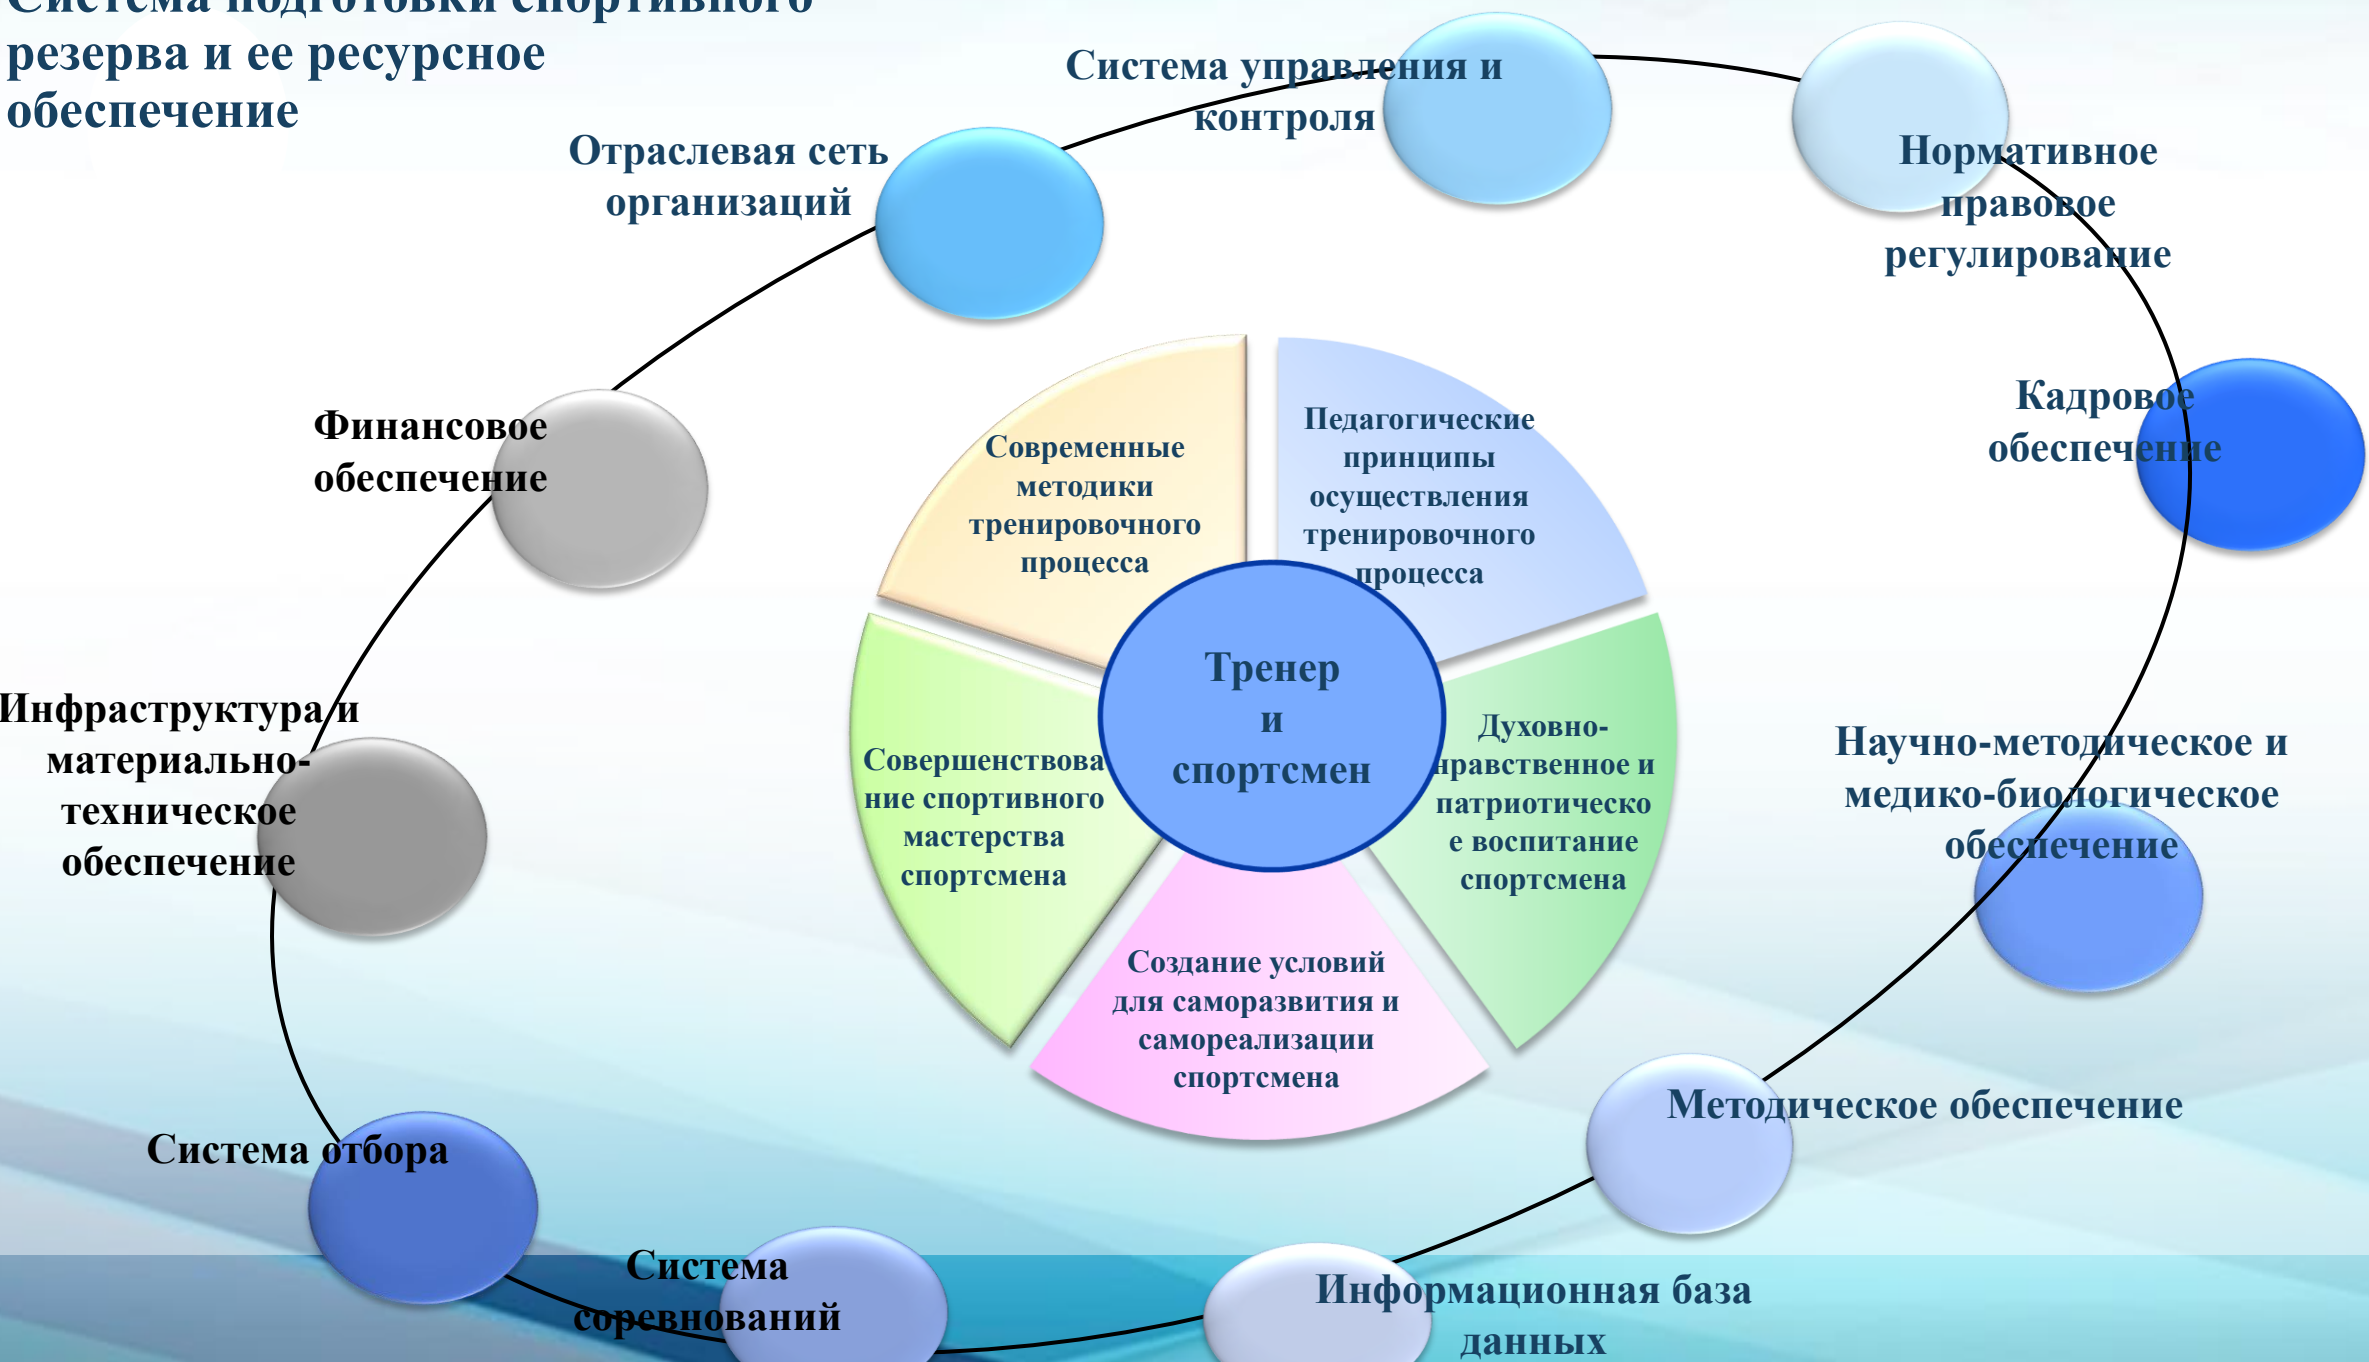 Система подготовки спортивного
резерва и ее ресурсное
обеспечение
Система управления и
контроля
Отраслевая сеть
организаций
Нормативное
правовое
регулирование
Финансовое
обеспечение
Кадровое
обеспечение
Современные
методики
тренировочного
процесса
Педагогические
принципы
осуществления
тренировочного
процесса
Тренер
и
спортсмен
Инфраструктура и
материально-
техническое
обеспечение
Совершенствова
ние спортивного
мастерства
спортсмена
Духовно-
нравственное и
патриотическо
е воспитание
спортсмена
Научно-методическое и
медико-биологическое
обеспечение
Создание условий
для саморазвития и
самореализации
спортсмена
Методическое обеспечение
Система отбора
Система
соревнований
Информационная база
данных